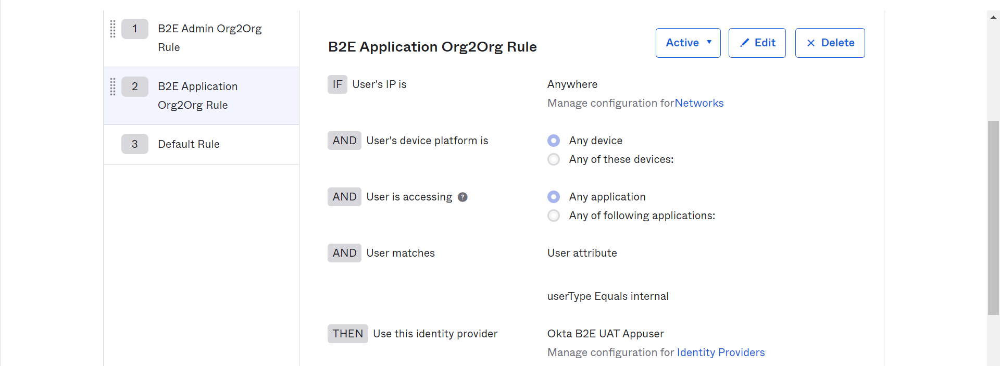 1 B2E Admin Org2Org
Rule
2 B2E Application
Org2Org Rule
3 Default Rule
B2E Application Org2Org Rule
Active Edit Delete
IF User's IP is Anywhere
Manage configuration forNetworks
AND User's device platform is Any device
Any of these devices:
AND User is accessing ? Any application
Any of following applications:
AND User matches User attribute
userType Equals internal
THEN Use this identity provider Okta B2E UAT Appuser
Manage configuration for Identity Providers